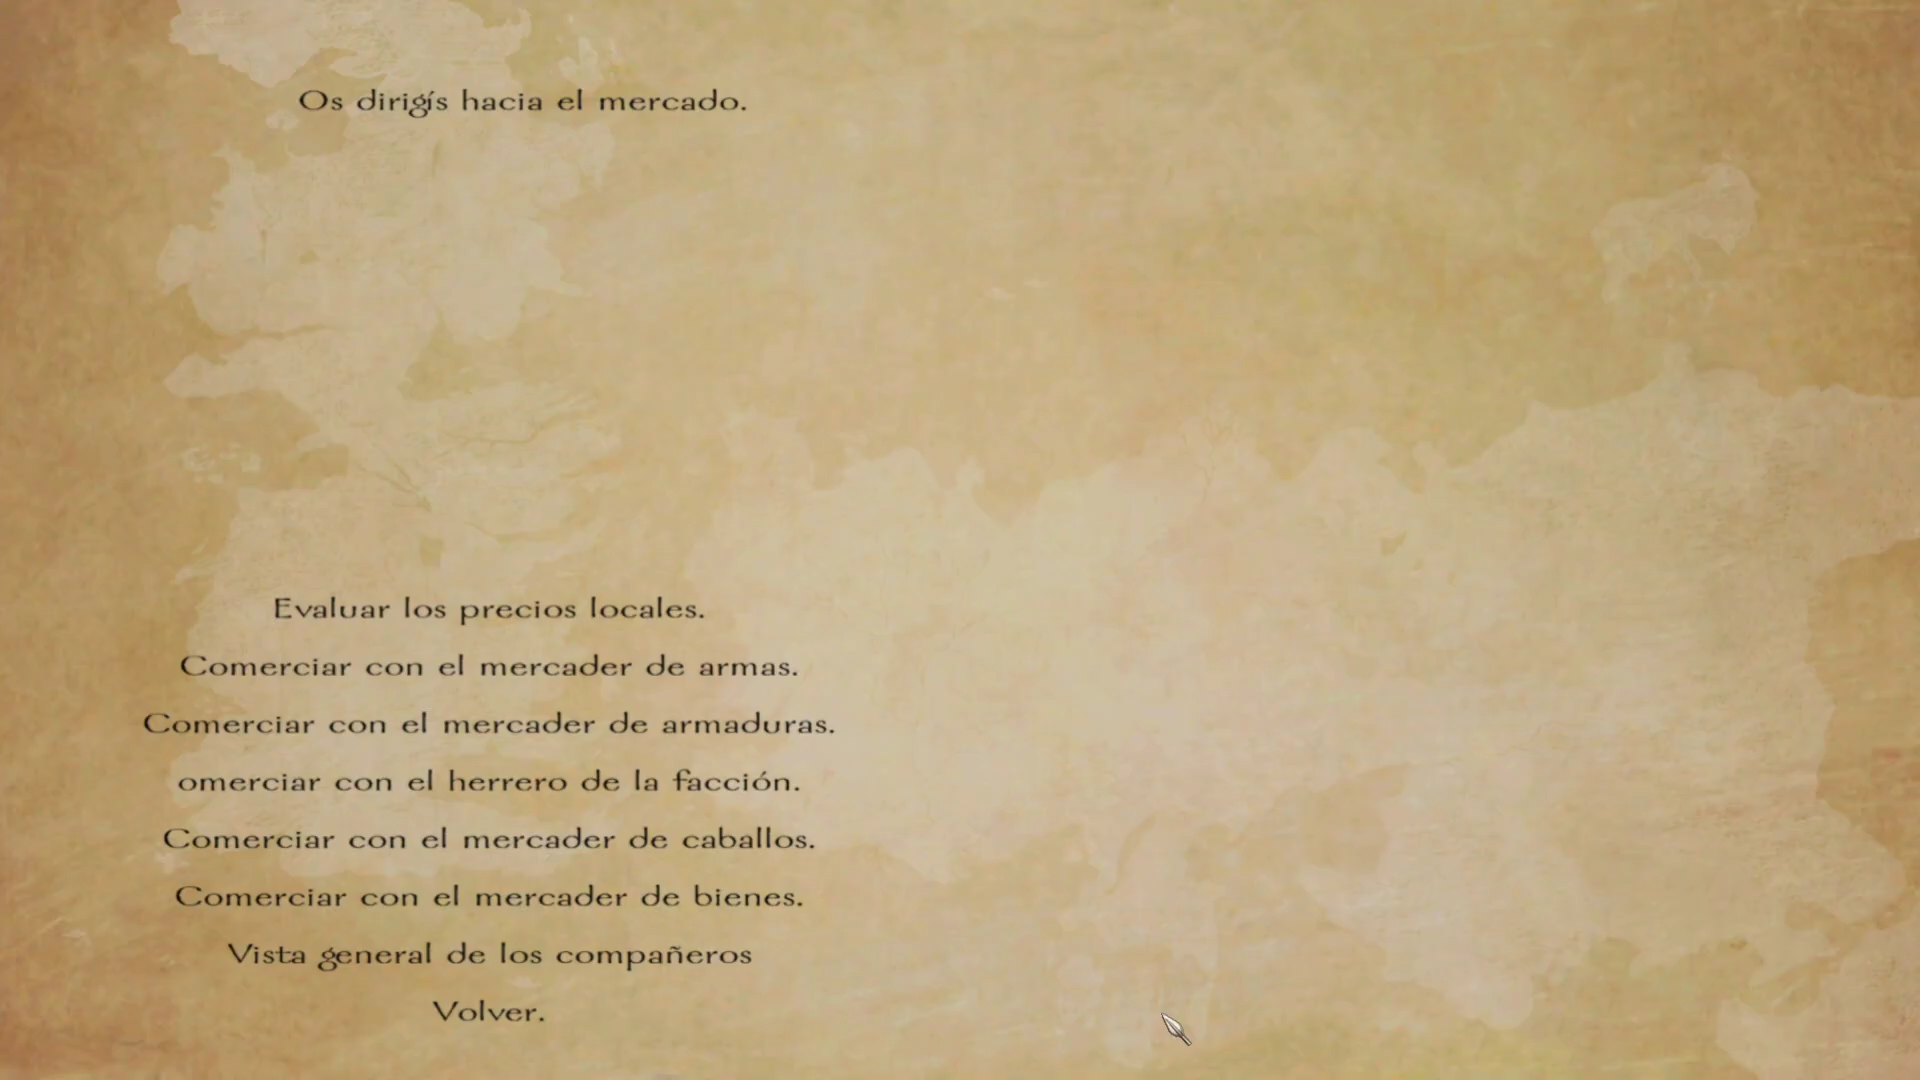 Os dirigís hacia el mercado.
Evaluar los precios locales.
Comerciar con el mercader de armas.
Comerciar con el mercader de armaduras.
omerciar con el herrero de la facción.
Comerciar con el mercader de caballos.
Comerciar con el mercader de bienes.
Vista general de los compañeros
Volver.